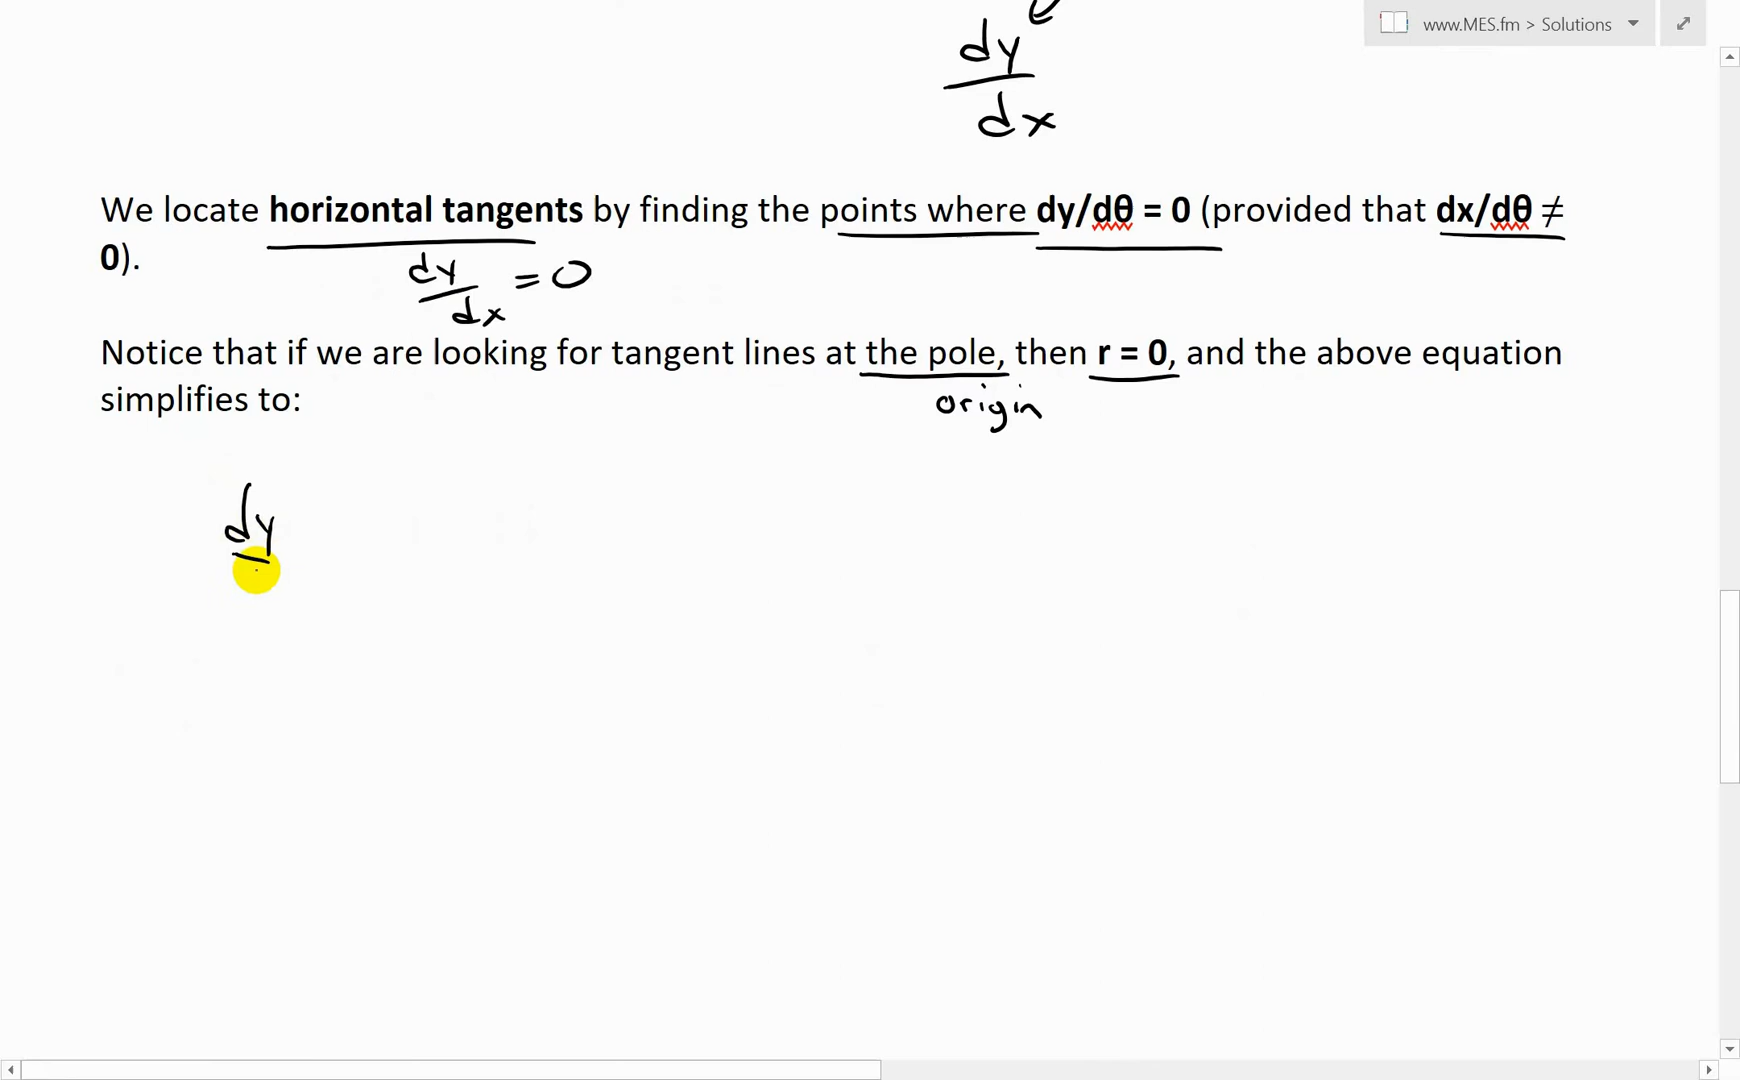 www.MES.fm > Solutions
dy
dx
We locate horizontal tangents by finding the points where dy/dθ = 0 (provided that dx/dθ ≠
0).
dy
= 0
dx
Notice that if we are looking for tangent lines at the pole, then r = 0, and the above equation
simplifies to:
origin
dy